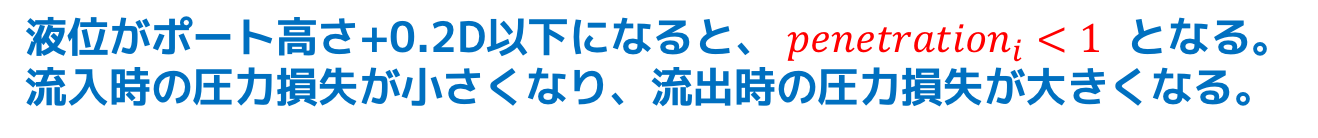 液位がポート高さ+0.2D以下になると、 penetrationᵢ < 1 となる。
流入時の圧力損失が小さくなり、流出時の圧力損失が大きくなる。